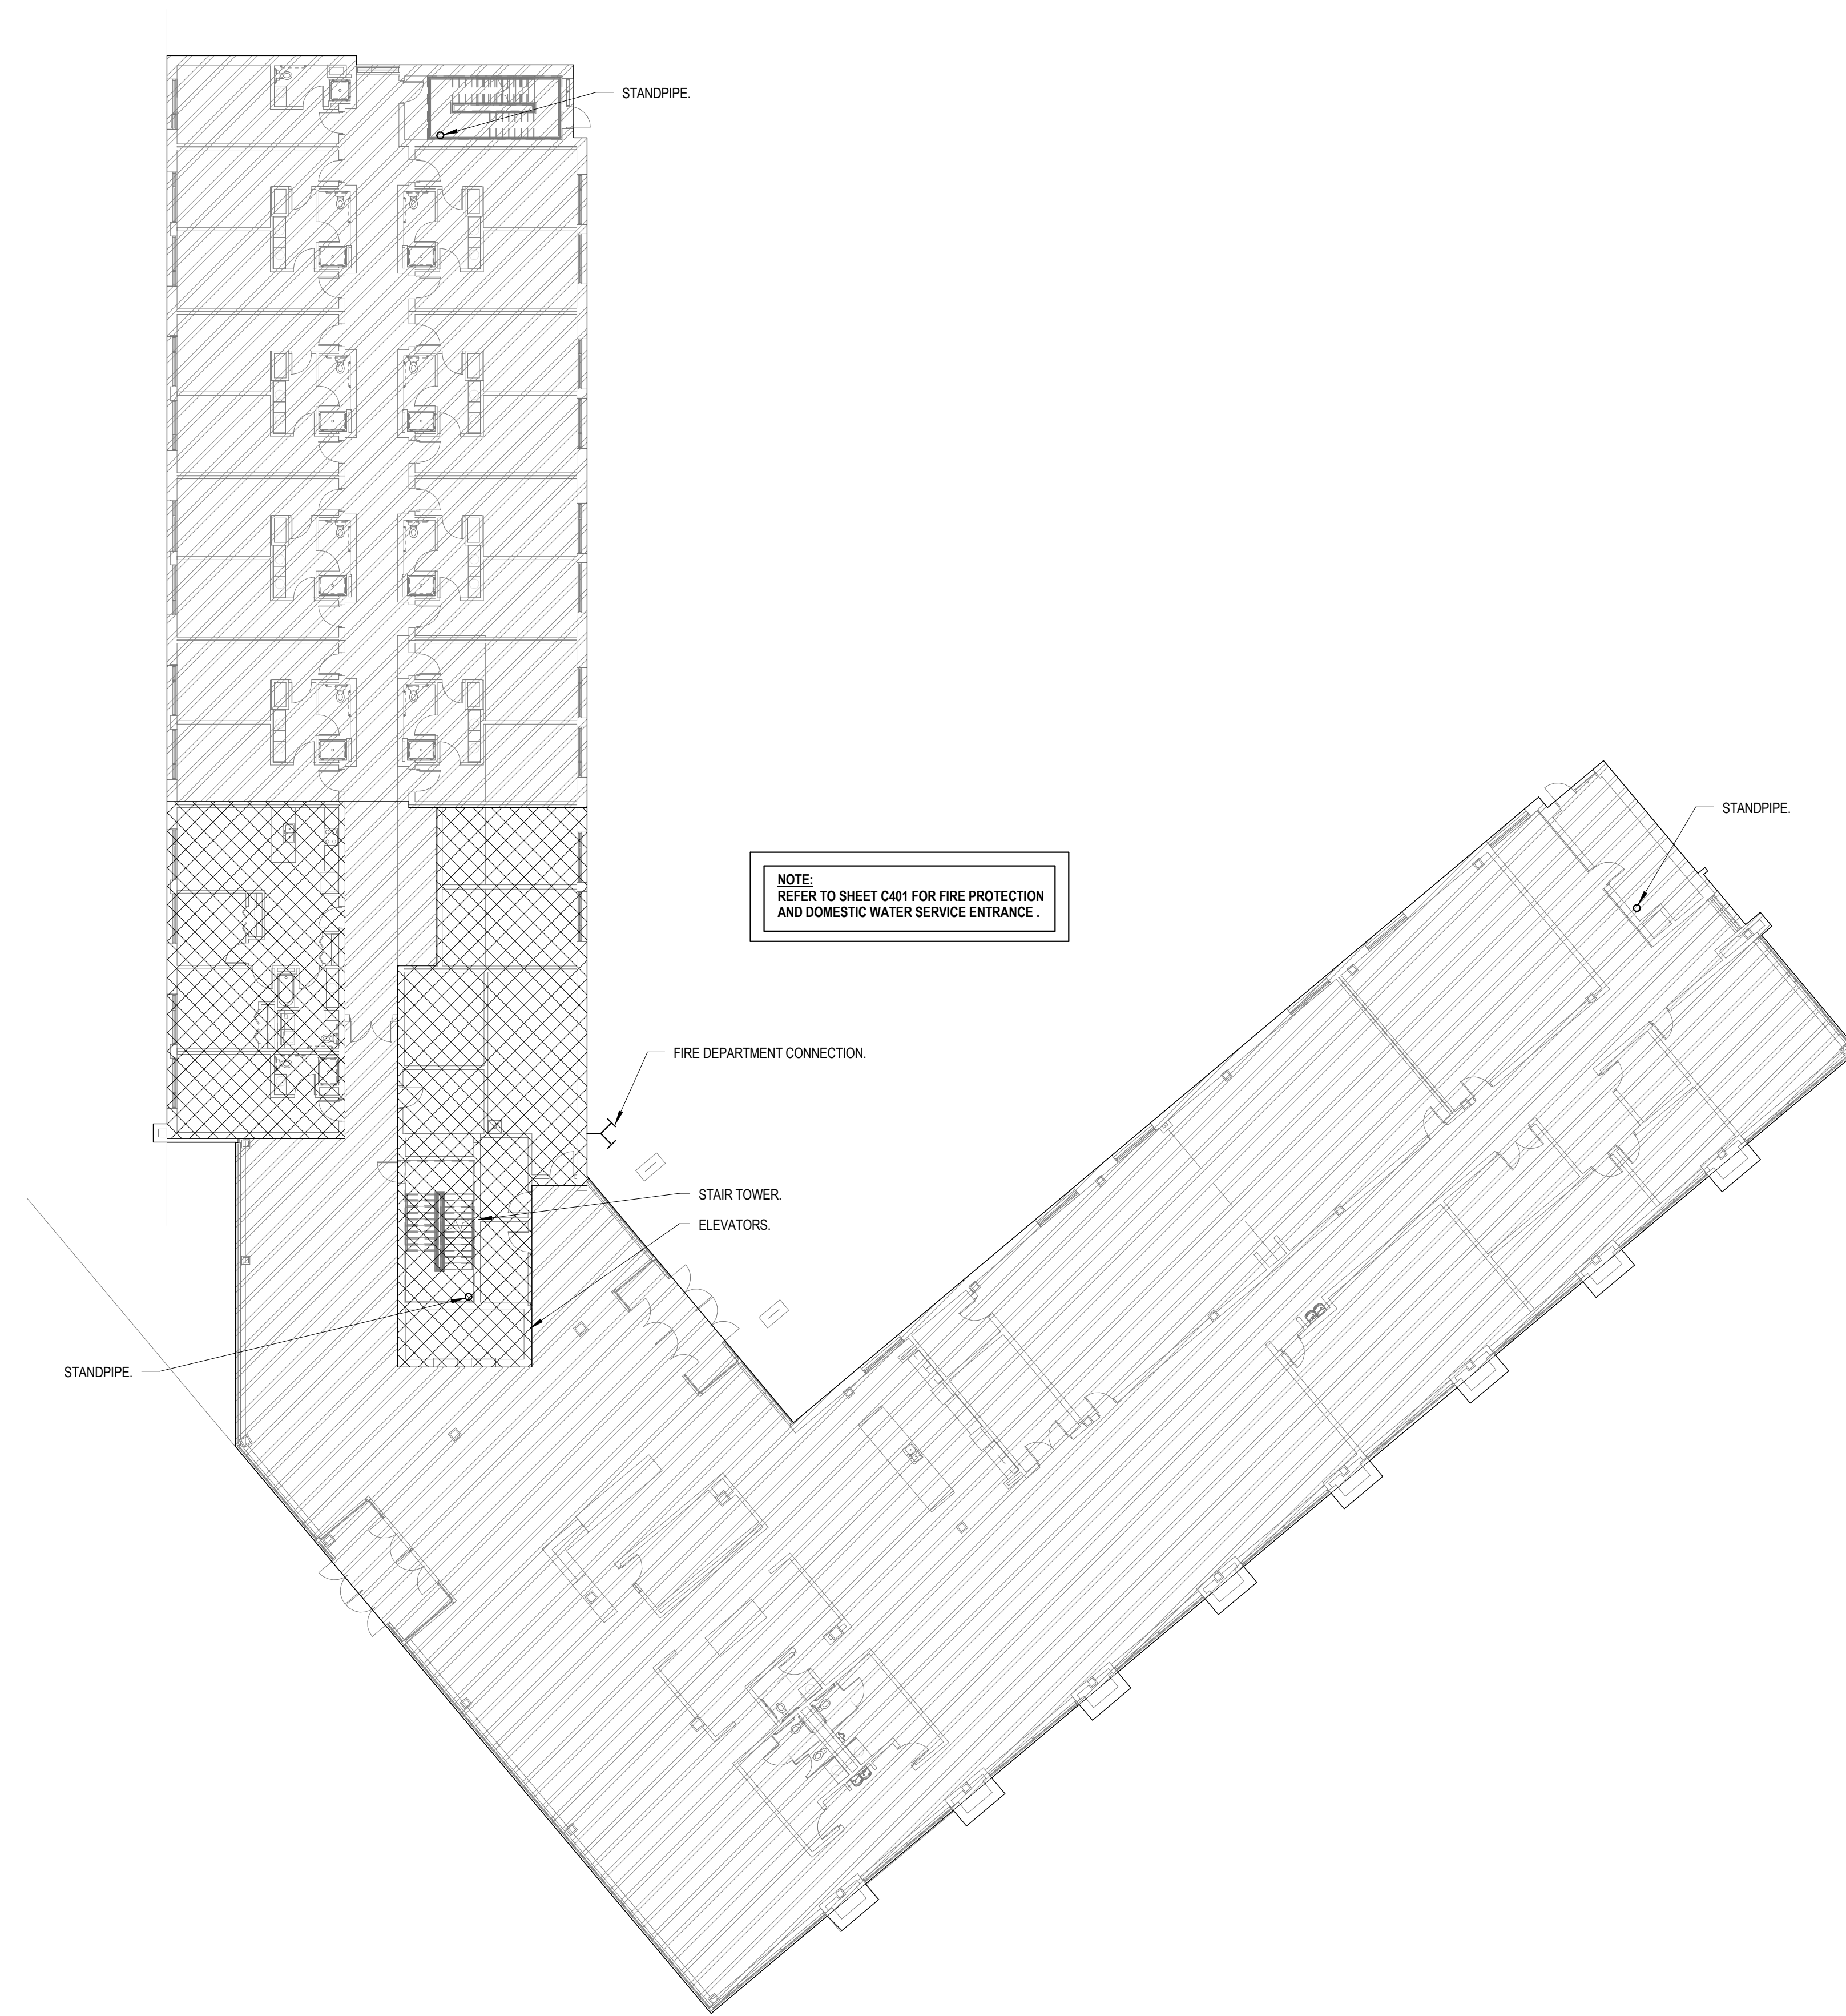 STANDPIPE.
STANDPIPE.
NOTE:
REFER TO SHEET C401 FOR FIRE PROTECTION
AND DOMESTIC WATER SERVICE ENTRANCE .
FIRE DEPARTMENT CONNECTION.
STAIR TOWER.
ELEVATORS.
STANDPIPE.